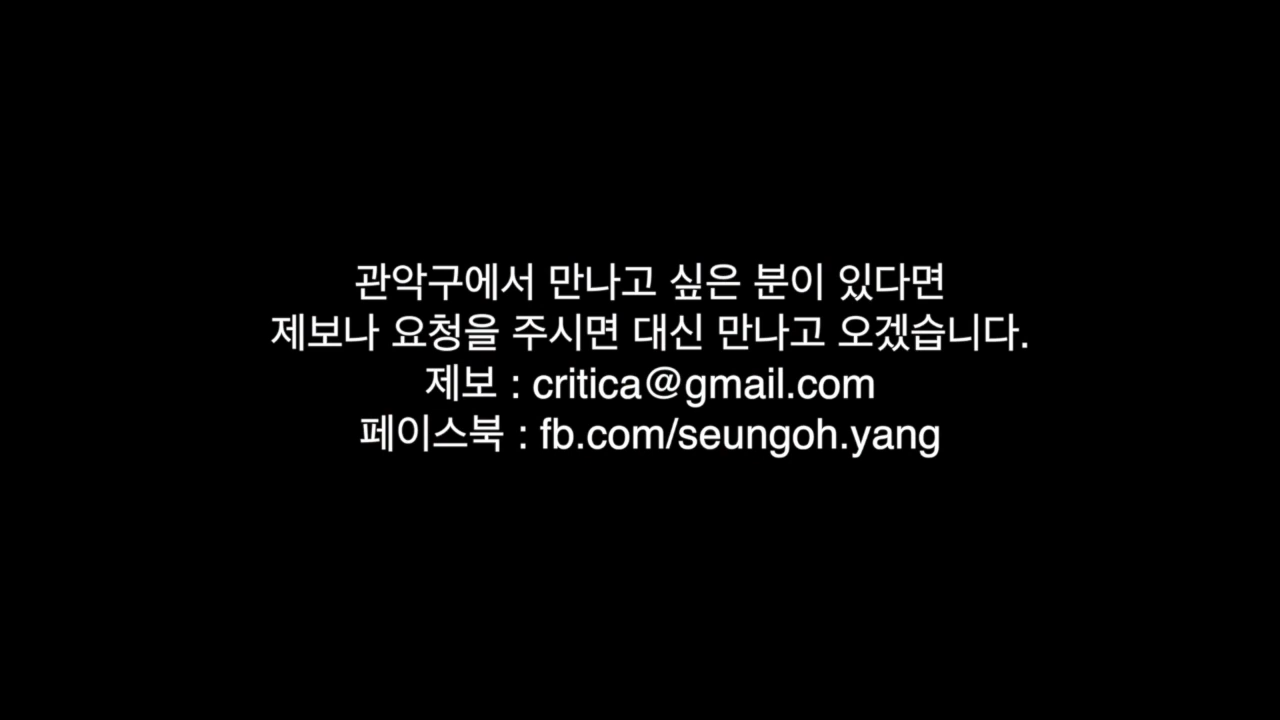 관악구에서 만나고 싶은 분이 있다면
제보나 요청을 주시면 대신 만나고 오겠습니다.
제보 : critica@gmail.com
페이스북 : fb.com/seungoh.yang